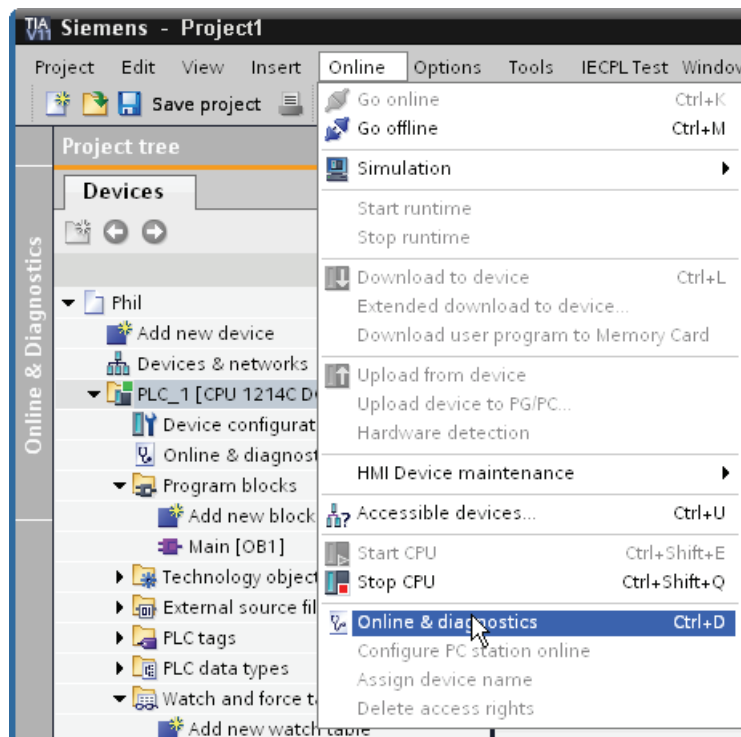 TIA V11 Siemens - Project1
Project Edit View Insert Online Options Tools IECPL Test Window
Save project
Project tree
Devices
Online & Diagnostics
Phil
Add new device
Devices & networks
PLC_1 [CPU 1214C D
Device configurat
Online & diagnost
Program blocks
Add new block
Main [OB1]
Technology object
External source fil
PLC tags
PLC data types
Watch and force t
Add new watch table
Go online Ctrl+K
Go offline Ctrl+M
Simulation
Start runtime
Stop runtime
Download to device Ctrl+L
Extended download to device...
Download user program to Memory Card
Upload from device
Upload device to PG/PC...
Hardware detection
HMI Device maintenance
Accessible devices... Ctrl+U
Start CPU Ctrl+Shift+E
Stop CPU Ctrl+Shift+Q
Online & diagnostics Ctrl+D
Configure PC station online
Assign device name
Delete access rights